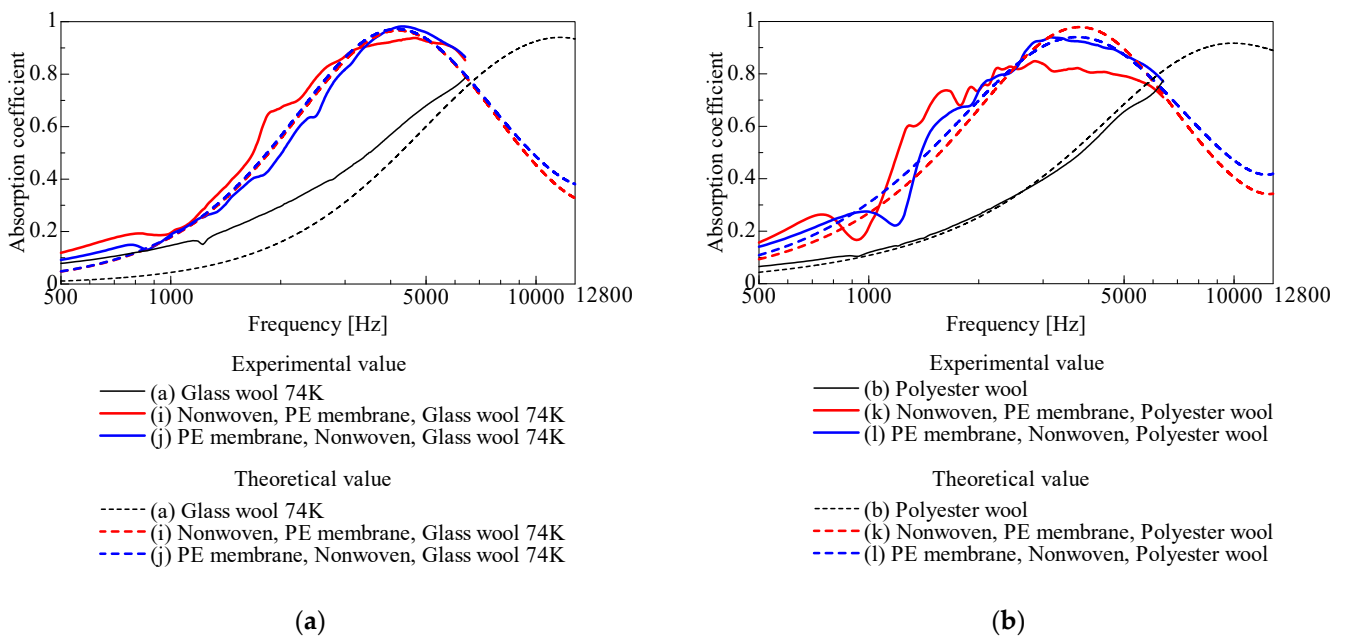 1
0.8
0.6
0.4
0.2
0
Absorption coefficient
500
1000
5000
10000
12800
Frequency [Hz]
Experimental value
(a) Glass wool 74K
(i) Nonwoven, PE membrane, Glass wool 74K
(j) PE membrane, Nonwoven, Glass wool 74K
Theoretical value
(a) Glass wool 74K
(i) Nonwoven, PE membrane, Glass wool 74K
(j) PE membrane, Nonwoven, Glass wool 74K
(a)
1
0.8
0.6
0.4
0.2
0
Absorption coefficient
500
1000
5000
10000
12800
Frequency [Hz]
Experimental value
(b) Polyester wool
(k) Nonwoven, PE membrane, Polyester wool
(l) PE membrane, Nonwoven, Polyester wool
Theoretical value
(b) Polyester wool
(k) Nonwoven, PE membrane, Polyester wool
(l) PE membrane, Nonwoven, Polyester wool
(b)